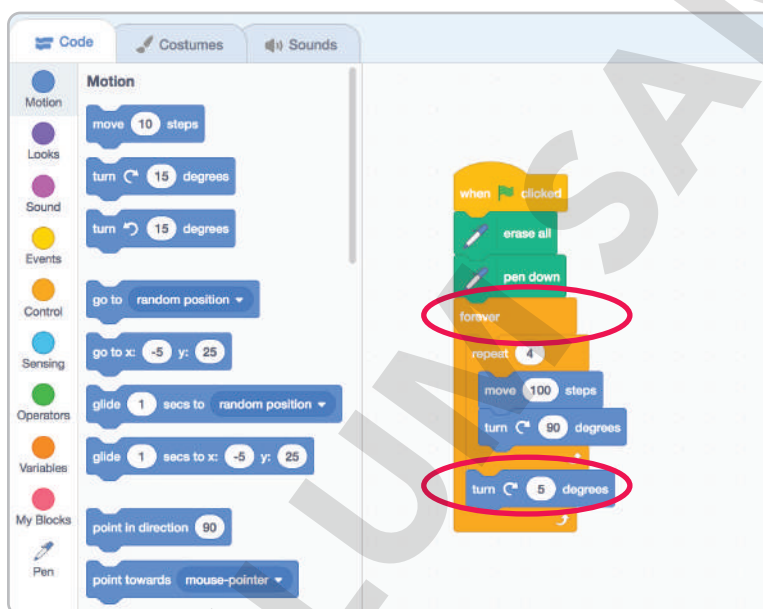 Code
Costumes
Sounds
Motion
Looks
Sound
Events
Control
Sensing
Operators
Variables
My Blocks
Pen
Motion
move 10 steps
turn 15 degrees
turn 15 degrees
go to random position
go to x: -5 y: 25
glide 1 secs to random position
glide 1 secs to x: -5 y: 25
point in direction 90
point towards mouse-pointer
when clicked
erase all
pen down
forever
repeat 4
move 100 steps
turn 90 degrees
turn 5 degrees